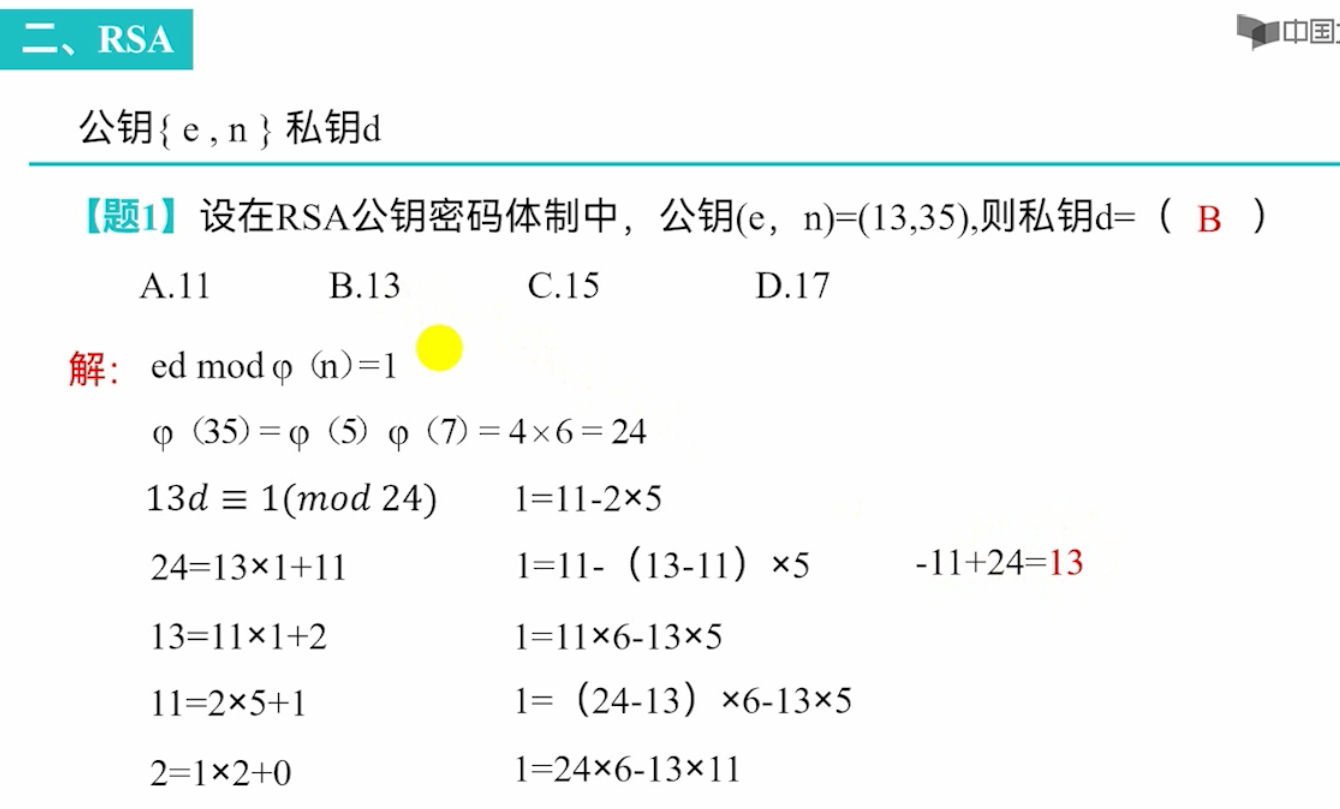 二、RSA
中国
公钥{ e , n } 私钥d
【题1】设在RSA公钥密码体制中，公钥(e，n)=(13,35),则私钥d=（ B ）
A.11 B.13 C.15 D.17
解： ed mod φ（n）=1
φ（35）= φ（5）φ（7）= 4×6 = 24
13d ≡ 1(mod 24) 1=11-2×5
24=13×1+11 1=11-（13-11）×5 -11+24=13
13=11×1+2 1=11×6-13×5
11=2×5+1 1=（24-13）×6-13×5
2=1×2+0 1=24×6-13×11